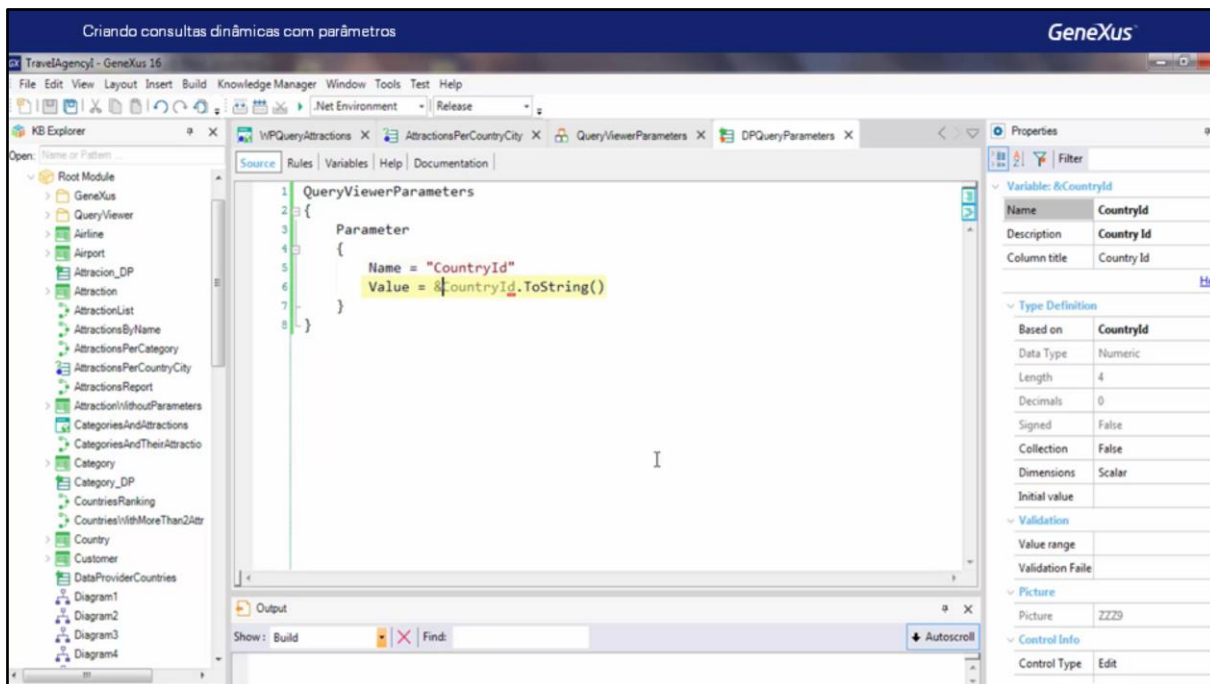 Criando consultas dinâmicas com parâmetros
GeneXus
TravelAgencyI - GeneXus 16
File Edit View Layout Insert Build Knowledge Manager Window Tools Test Help
.Net Environment Release
KB Explorer
Open: Name or Pattern ...
Root Module
GeneXus
QueryViewer
Airline
Airport
Attracion_DP
Attraction
AttractionList
AttractionsByName
AttractionsPerCategory
AttractionsPerCountryCity
AttractionsReport
AttractionWithoutParameters
CategoriesAndAttractions
CategoriesAndTheirAttractio
Category
Category_DP
CountriesRanking
CountriesWithMoreThan2Attr
Country
Customer
DataProviderCountries
Diagram1
Diagram2
Diagram3
Diagram4
WPQueryAttractions X AttractionsPerCountryCity X QueryViewerParameters X DPQueryParameters X
Source Rules Variables Help Documentation
1 QueryViewerParameters
2 {
3 Parameter
4 {
5 Name = "CountryId"
6 Value = &CountryId.ToString()
7 }
8 }
Output
Show: Build Find: Autoscroll
Properties
Filter
Variable: &CountryId
Name CountryId
Description Country Id
Column title Country Id
He
Type Definition
Based on CountryId
Data Type Numeric
Length 4
Decimals 0
Signed False
Collection False
Dimensions Scalar
Initial value
Validation
Value range
Validation Faile
Picture
Picture ZZZ9
Control Info
Control Type Edit